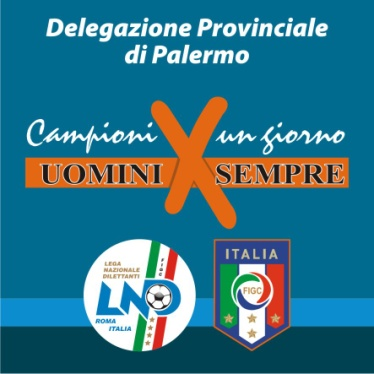 Delegazione Provinciale
di Palermo
Campioni X un giorno
UOMINI X SEMPRE
LEGA
NAZIONALE
DILETTANTI
FIGC
LND
ROMA
ITALIA
ITALIA
FIGC